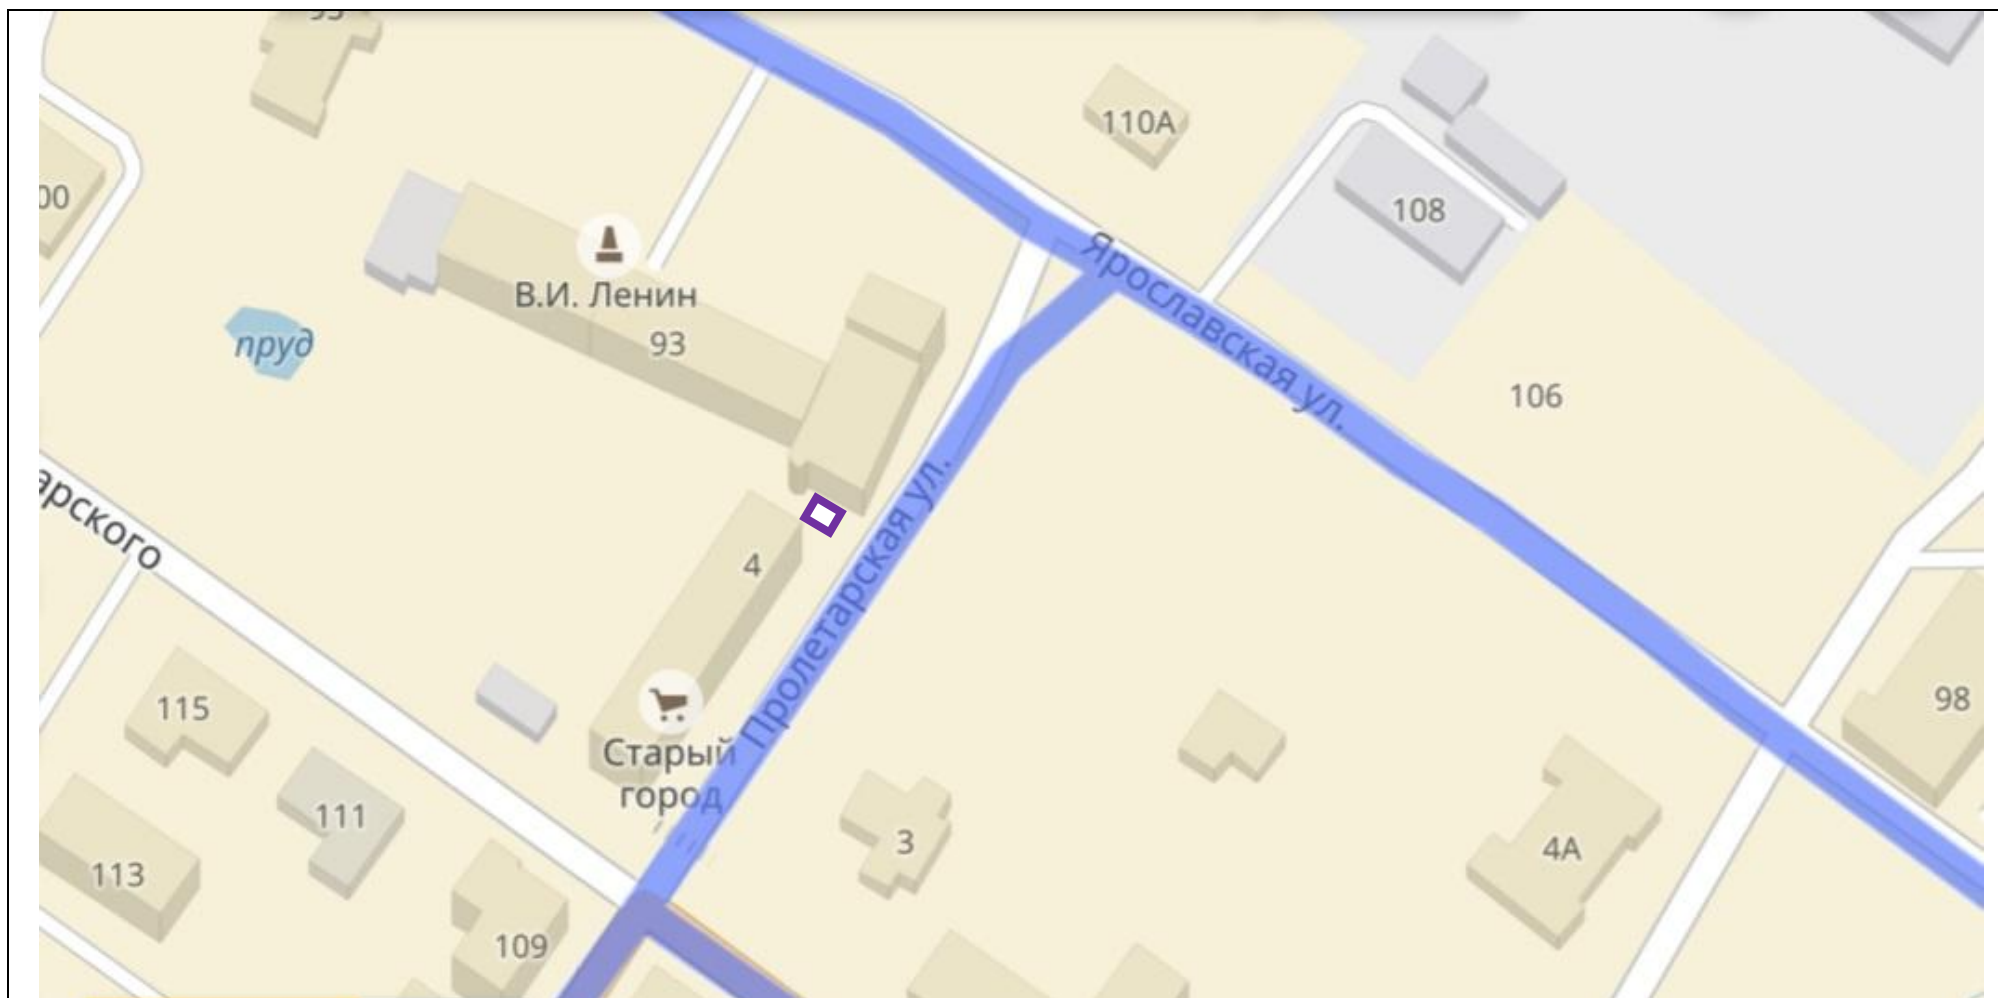 110А
108
В.И. Ленин
93
пруд
Ярославская ул.
106
арского
4
Пролетарская ул.
115
98
Старый
город
111
3
4А
113
109